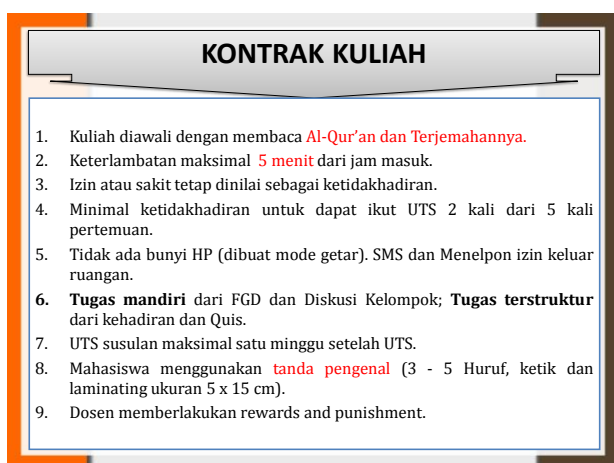 KONTRAK KULIAH
1. Kuliah diawali dengan membaca Al-Qur'an dan Terjemahannya.
2. Keterlambatan maksimal 5 menit dari jam masuk.
3. Izin atau sakit tetap dinilai sebagai ketidakhadiran.
4. Minimal ketidakhadiran untuk dapat ikut UTS 2 kali dari 5 kali
pertemuan.
5. Tidak ada bunyi HP (dibuat mode getar). SMS dan Menelpon izin keluar
ruangan.
6. Tugas mandiri dari FGD dan Diskusi Kelompok; Tugas terstruktur
dari kehadiran dan Quis.
7. UTS susulan maksimal satu minggu setelah UTS.
8. Mahasiswa menggunakan tanda pengenal (3 - 5 Huruf, ketik dan
laminating ukuran 5 x 15 cm).
9. Dosen memberlakukan rewards and punishment.